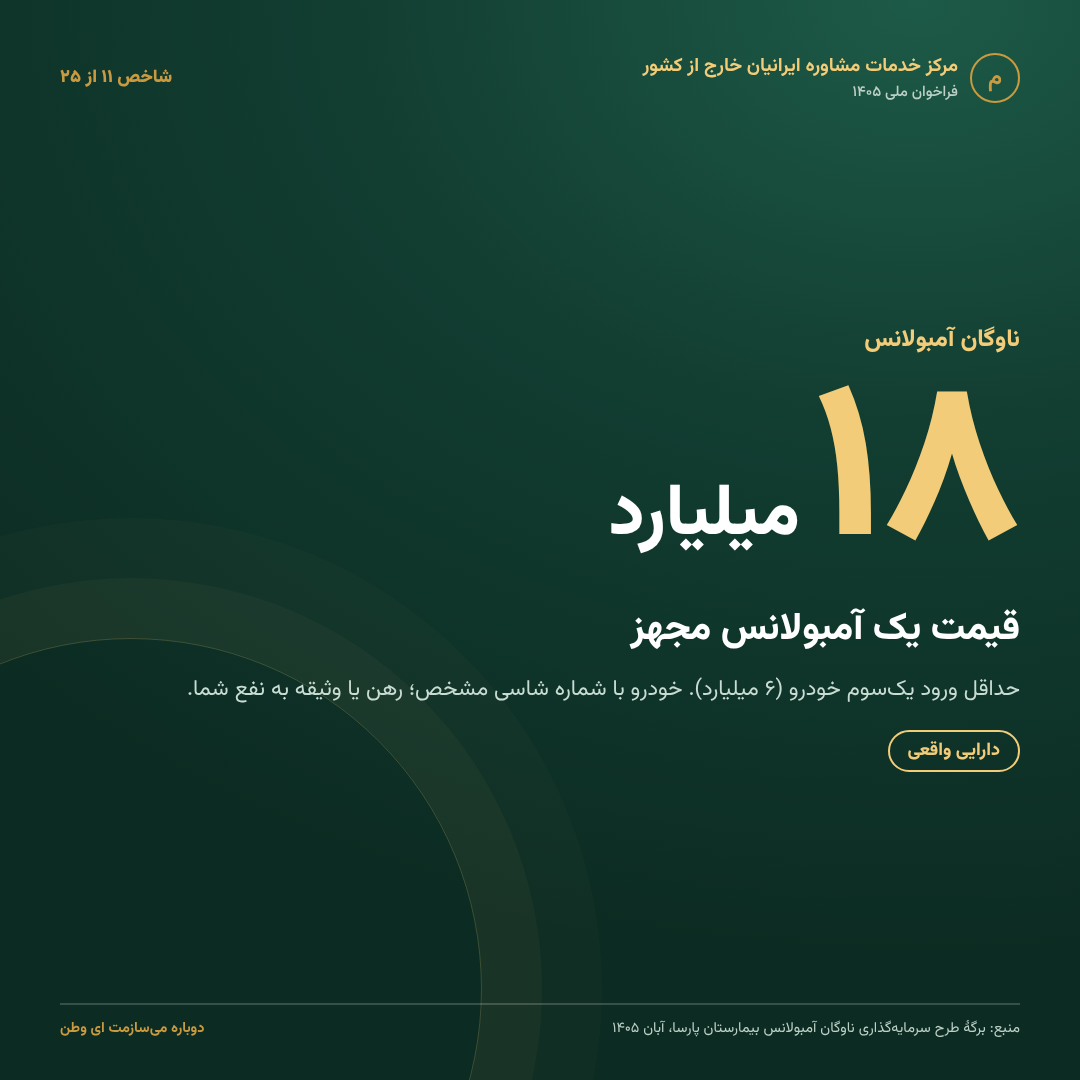 م
مرکز خدمات مشاوره ایرانیان خارج از کشور
فراخوان ملی ۱۴۰۵
شاخص ۱۱ از ۲۵
ناوگان آمبولانس
۱۸ میلیارد
قیمت یک آمبولانس مجهز
حداقل ورود یک‌سوم خودرو (۶ میلیارد). خودرو با شماره شاسی مشخص؛ رهن یا وثیقه به نفع شما.
دارایی واقعی
منبع: برگهٔ طرح سرمایه‌گذاری ناوگان آمبولانس بیمارستان پارسا، آبان ۱۴۰۵
دوباره می‌سازمت ای وطن